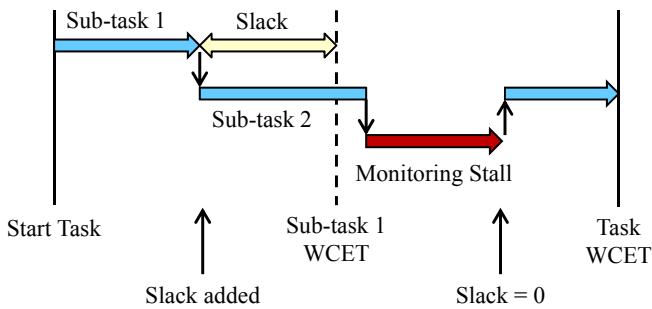 Sub-task 1
Slack
Sub-task 2
Monitoring Stall
Start Task
Sub-task 1
WCET
Task
WCET
Slack added
Slack = 0